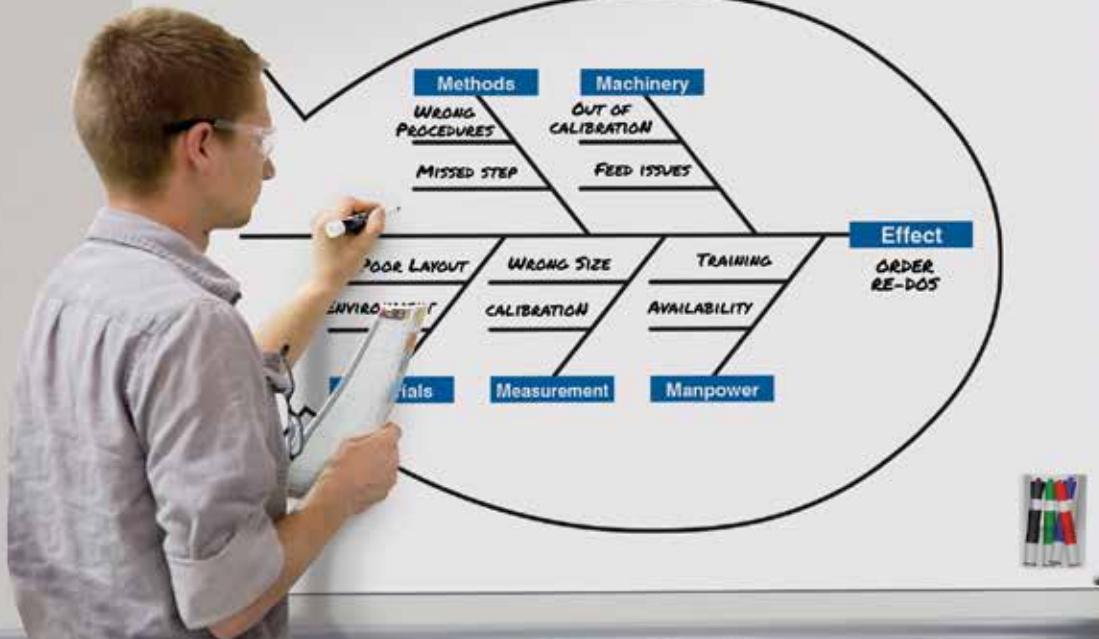 Methods
Machinery
WRONG
PROCEDURES
OUT OF
CALIBRATION
MISSED STEP
FEED ISSUES
Effect
ORDER
RE-DOS
POOR LAYOUT
WRONG SIZE
TRAINING
CALIBRATION
AVAILABILITY
Measurement
Manpower